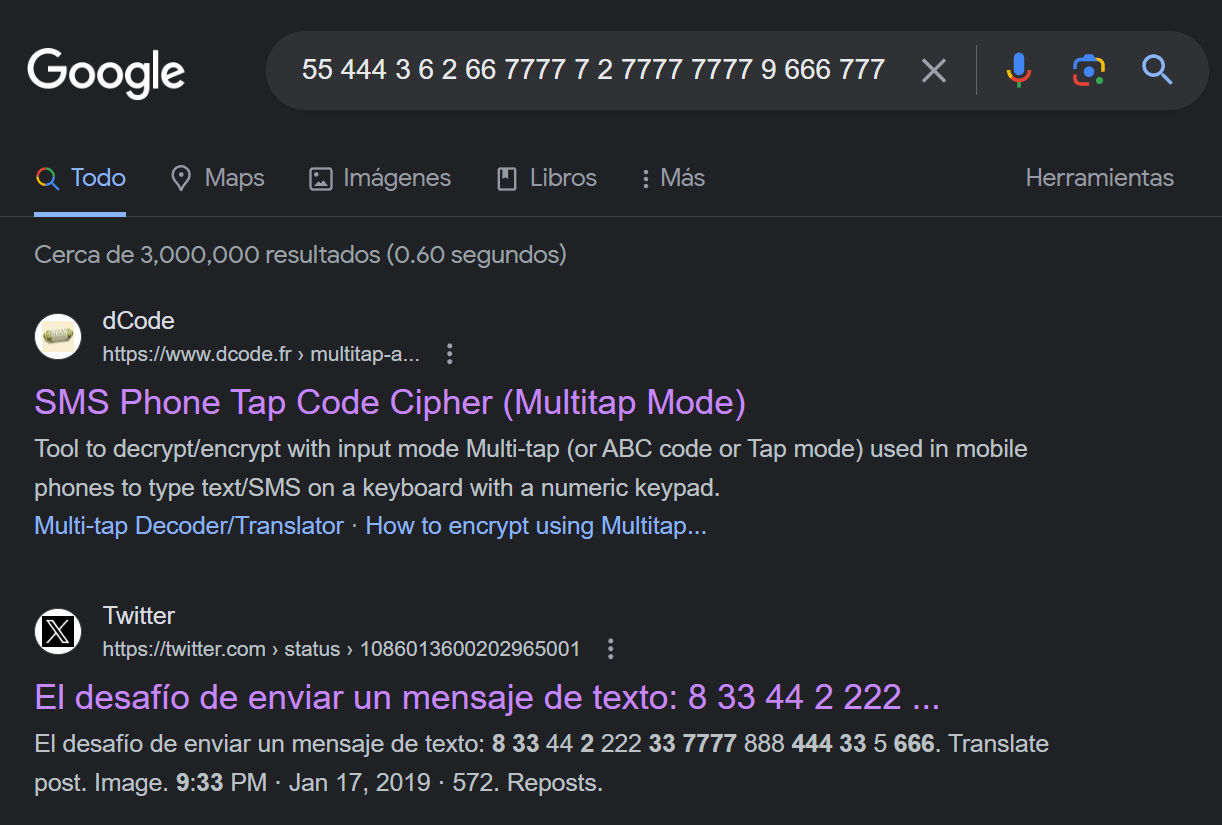 Google
55 444 3 6 2 66 7777 7 2 7777 7777 9 666 777
Todo Maps Imágenes Libros Más Herramientas
Cerca de 3,000,000 resultados (0.60 segundos)
dCode
https://www.dcode.fr › multitap-a...
SMS Phone Tap Code Cipher (Multitap Mode)
Tool to decrypt/encrypt with input mode Multi-tap (or ABC code or Tap mode) used in mobile
phones to type text/SMS on a keyboard with a numeric keypad.
Multi-tap Decoder/Translator · How to encrypt using Multitap...
Twitter
https://twitter.com › status › 1086013600202965001
El desafío de enviar un mensaje de texto: 8 33 44 2 222 ...
El desafío de enviar un mensaje de texto: 8 33 44 2 222 33 7777 888 444 33 5 666. Translate
post. Image. 9:33 PM · Jan 17, 2019 · 572. Reposts.